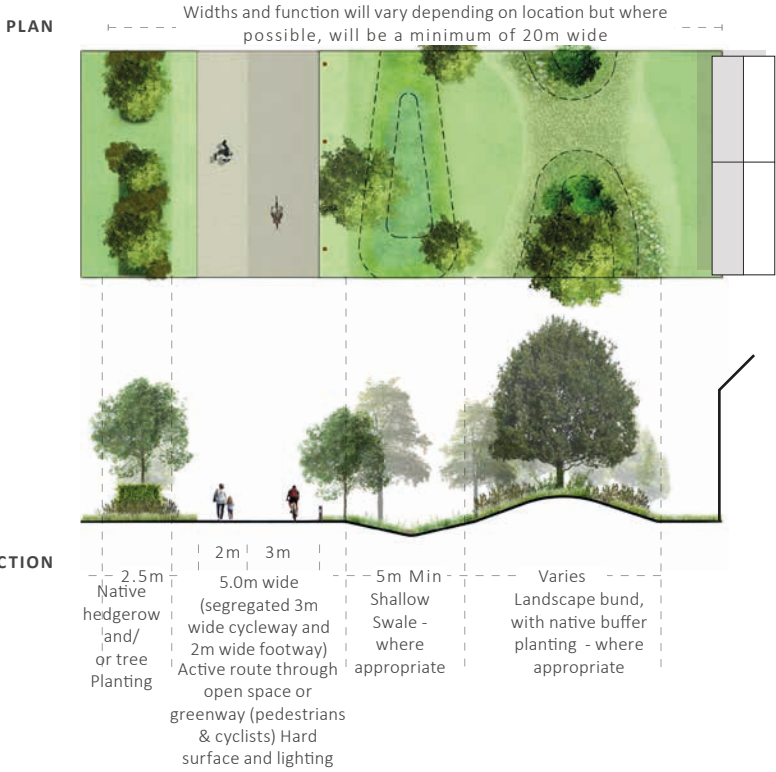 PLAN
Widths and function will vary depending on location but where
possible, will be a minimum of 20m wide
CTION
2m
3m
2.5m
Native
hedgerow
and/
or tree
Planting
5.0m wide
(segregated 3m
wide cycleway and
2m wide footway)
Active route through
open space or
greenway (pedestrians
& cyclists) Hard
surface and lighting
5m Min
Shallow
Swale -
where
appropriate
Varies
Landscape bund,
with native buffer
planting - where
appropriate